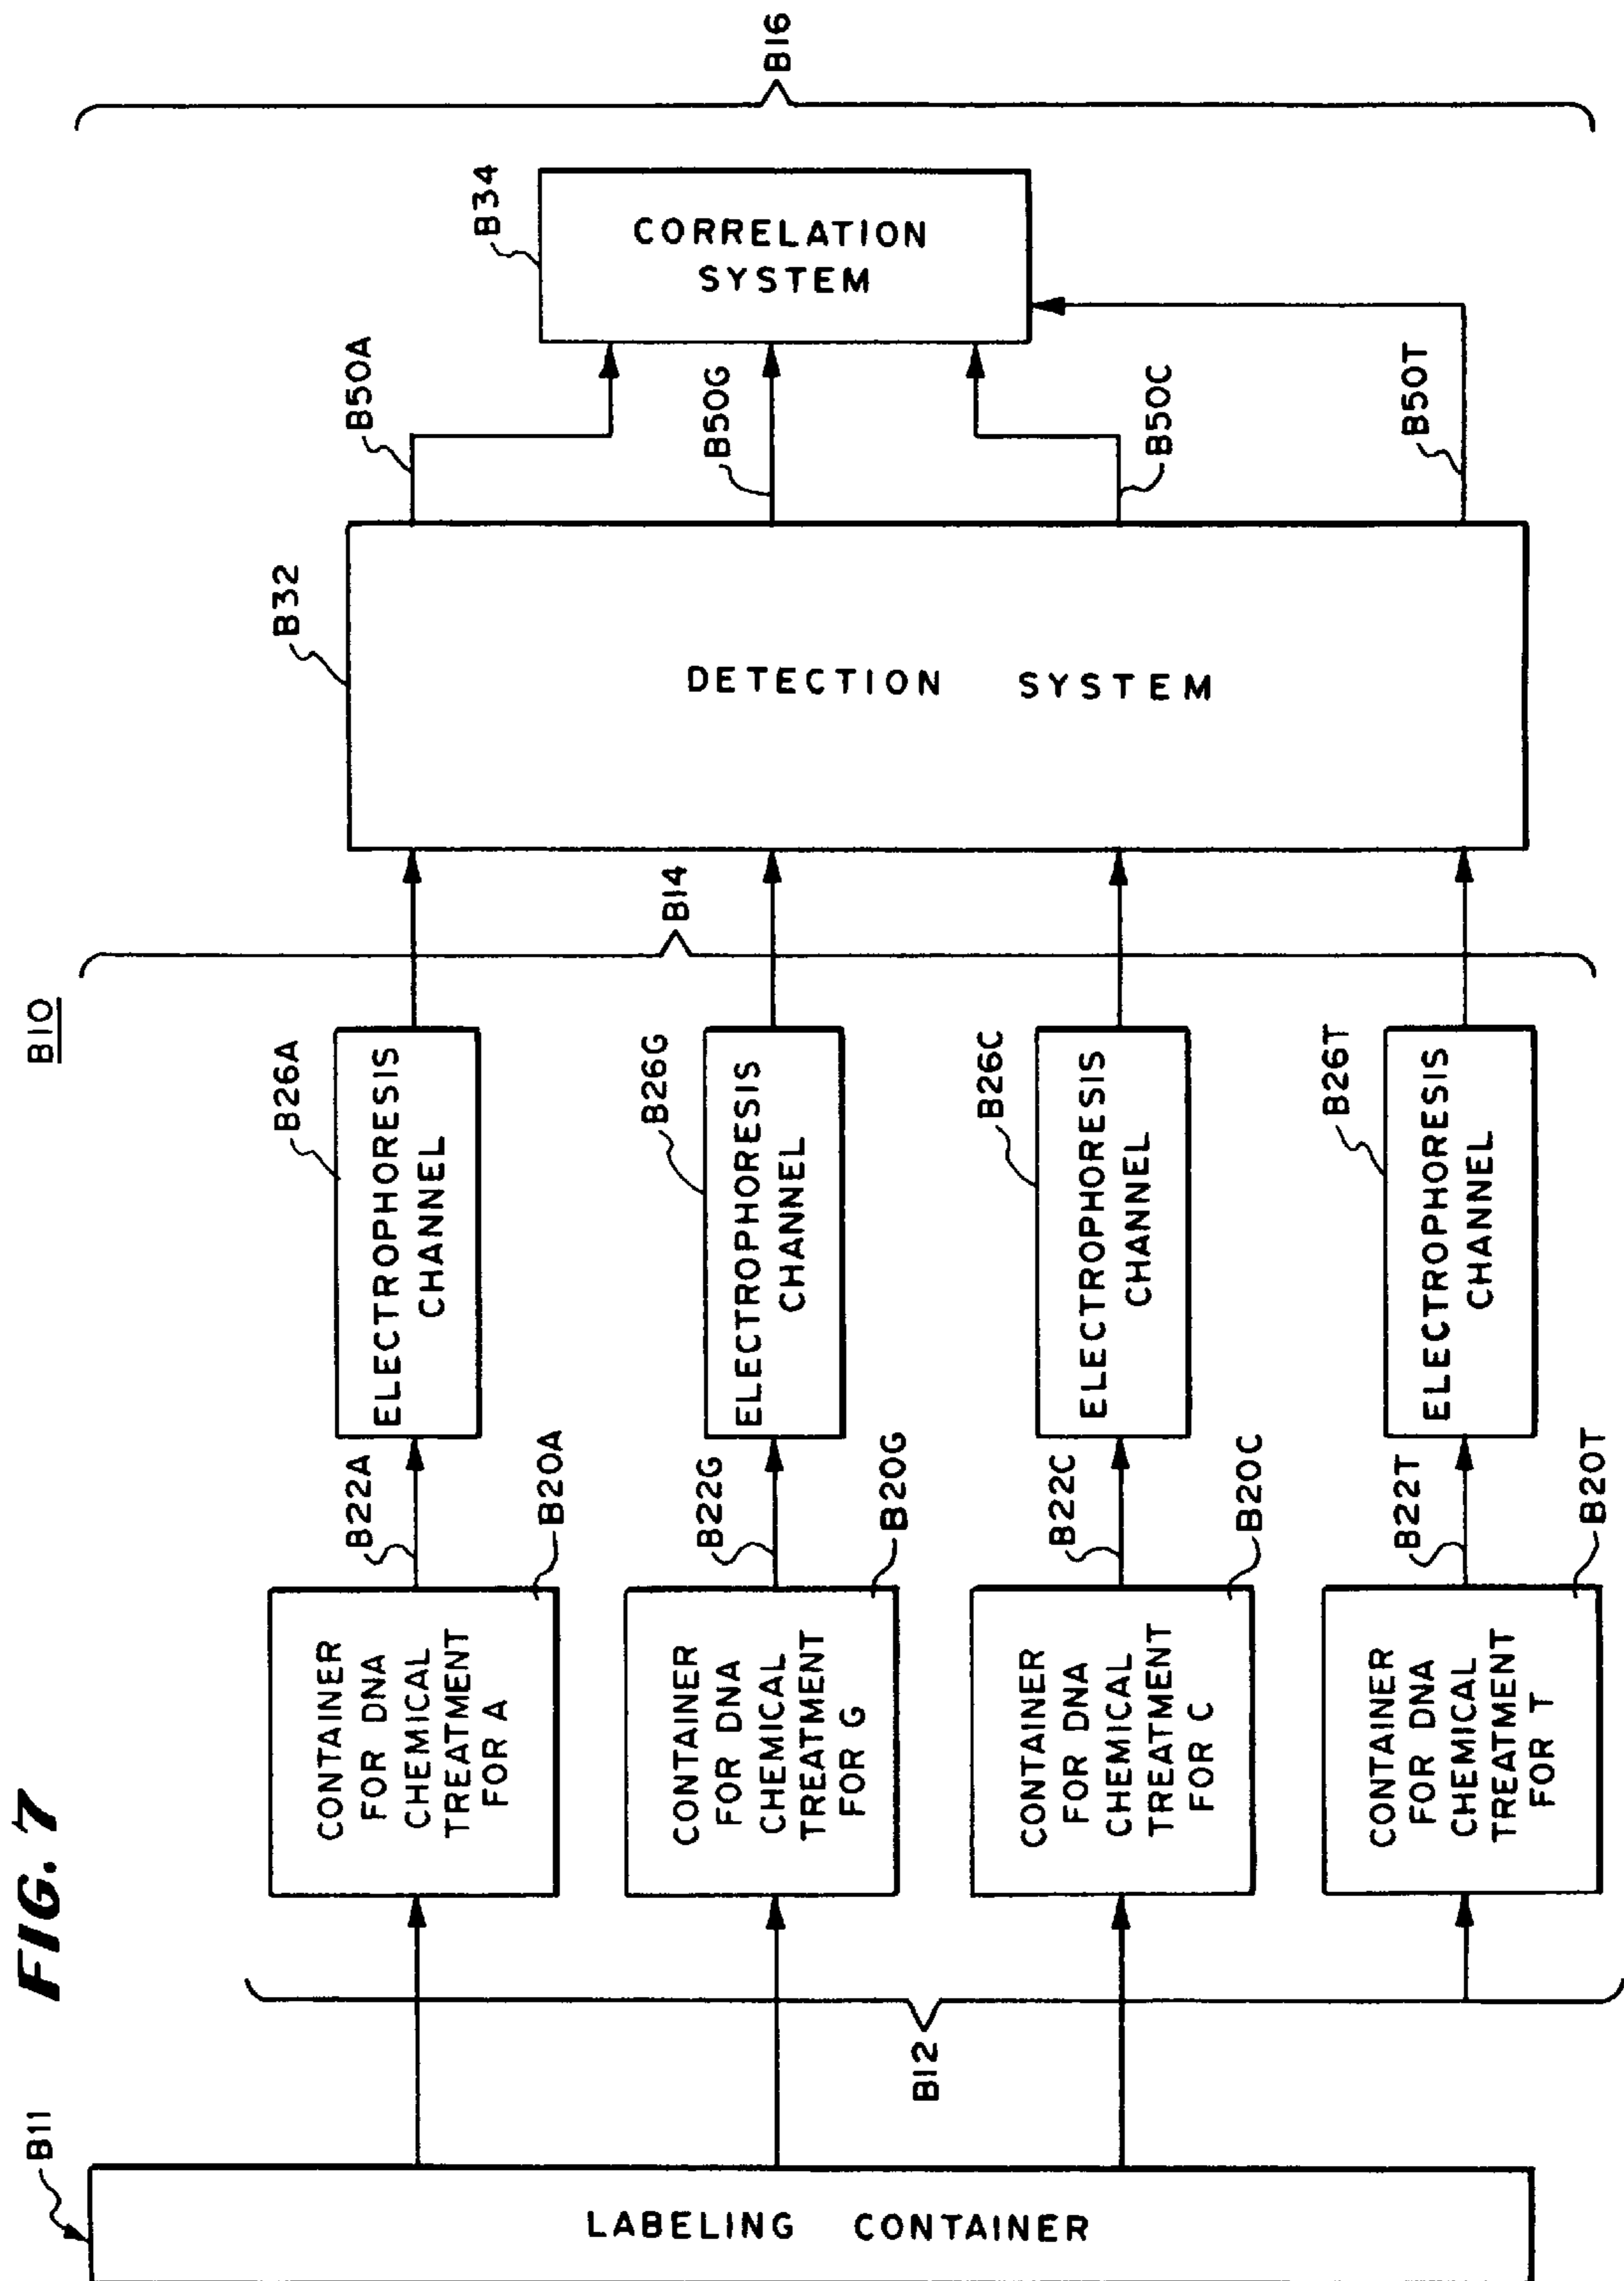 FIG. 7
B10
B11
LABELING CONTAINER
B12
CONTAINER
FOR DNA
CHEMICAL
TREATMENT
FOR A
B20A
B22A
ELECTROPHORESIS
CHANNEL
B26A
CONTAINER
FOR DNA
CHEMICAL
TREATMENT
FOR G
B20G
B22G
ELECTROPHORESIS
CHANNEL
B26G
CONTAINER
FOR DNA
CHEMICAL
TREATMENT
FOR C
B20C
B22C
ELECTROPHORESIS
CHANNEL
B26C
CONTAINER
FOR DNA
CHEMICAL
TREATMENT
FOR T
B20T
B22T
ELECTROPHORESIS
CHANNEL
B26T
B14
B32
DETECTION SYSTEM
B50A
B50G
B50C
B50T
B34
CORRELATION
SYSTEM
B16